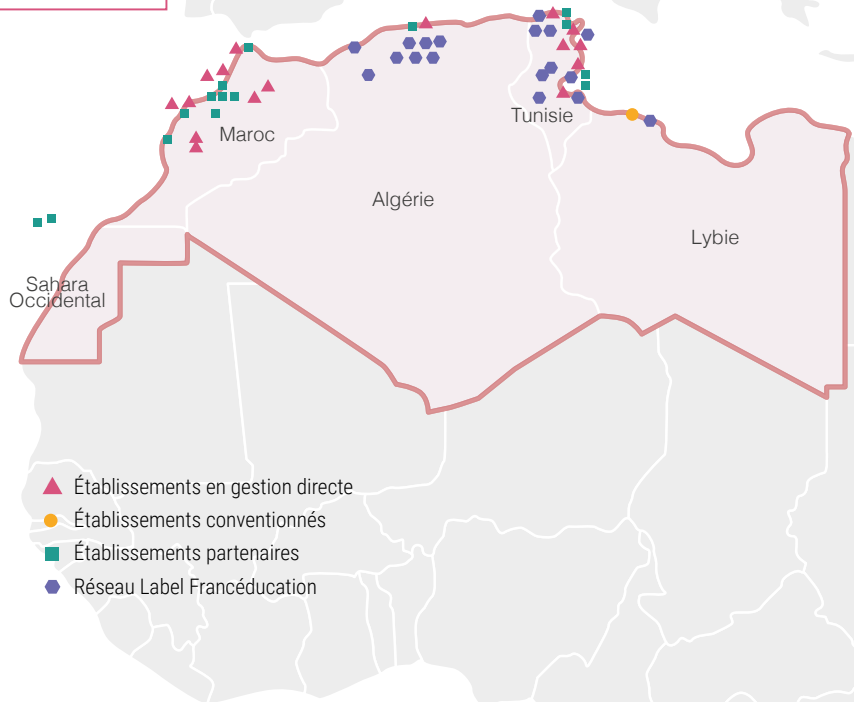 Tunisie
Maroc
Algérie
Lybie
Sahara
Occidental
Établissements en gestion directe
Établissements conventionnés
Établissements partenaires
Réseau Label Francéducation